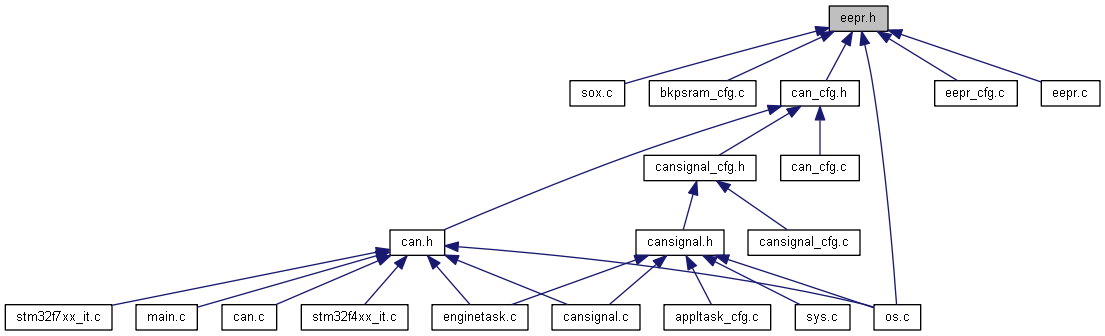 eepr.h
sox.c
bkpsram_cfg.c
can_cfg.h
eepr_cfg.c
eepr.c
cansignal_cfg.h
can_cfg.c
can.h
cansignal.h
cansignal_cfg.c
stm32f7xx_it.c
main.c
can.c
stm32f4xx_it.c
enginetask.c
cansignal.c
appltask_cfg.c
sys.c
os.c